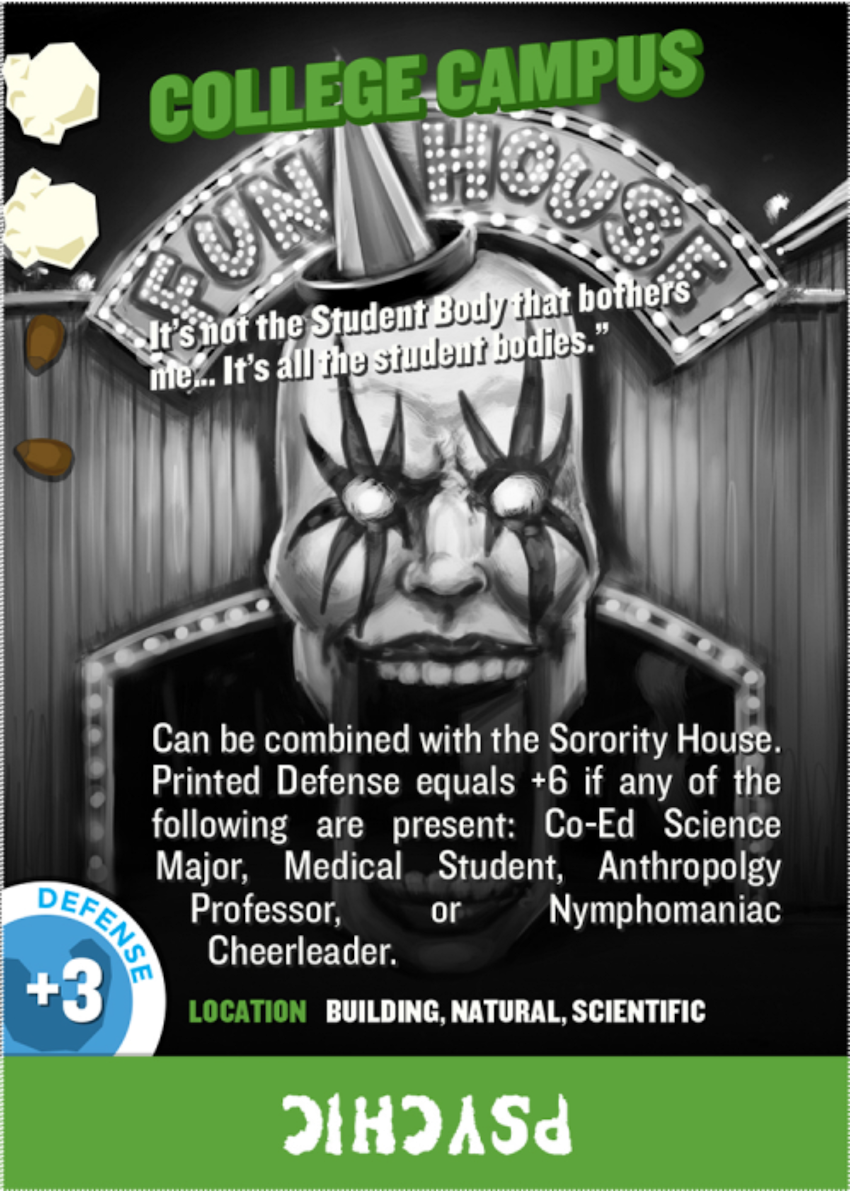 COLLEGE CAMPUS
FUN HOUSE
It's not the Student Body that bothers
me... It's all the student bodies."
Can be combined with the Sorority House.
Printed Defense equals +6 if any of the
following are present: Co-Ed Science
Major, Medical Student, Anthropolgy
Professor, or Nymphomaniac
Cheerleader.
DEFENSE
+3
LOCATION BUILDING, NATURAL, SCIENTIFIC
PSYCHIC